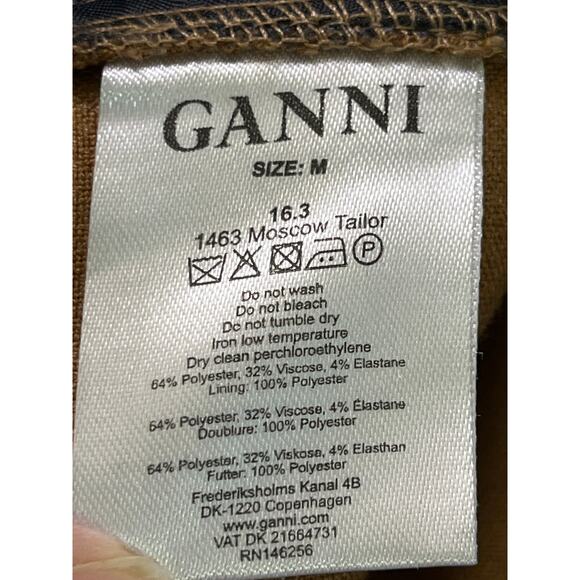 GANNI
SIZE: M
16.3
1463 Moscow Tailor
P
Do not wash
Do not bleach
Do not tumble dry
Iron low temperature
Dry clean perchloroethylene
64% Polyester, 32% Viscose, 4% Elastane
Lining: 100% Polyester
64% Polyester, 32% Viscose, 4% Élastane
Doublure: 100% Polyester
64% Polyester, 32% Viskose, 4% Elasthan
Futter: 100% Polyester
Frederiksholms Kanal 4B
DK-1220 Copenhagen
www.ganni.com
VAT DK 21664731
RN146256